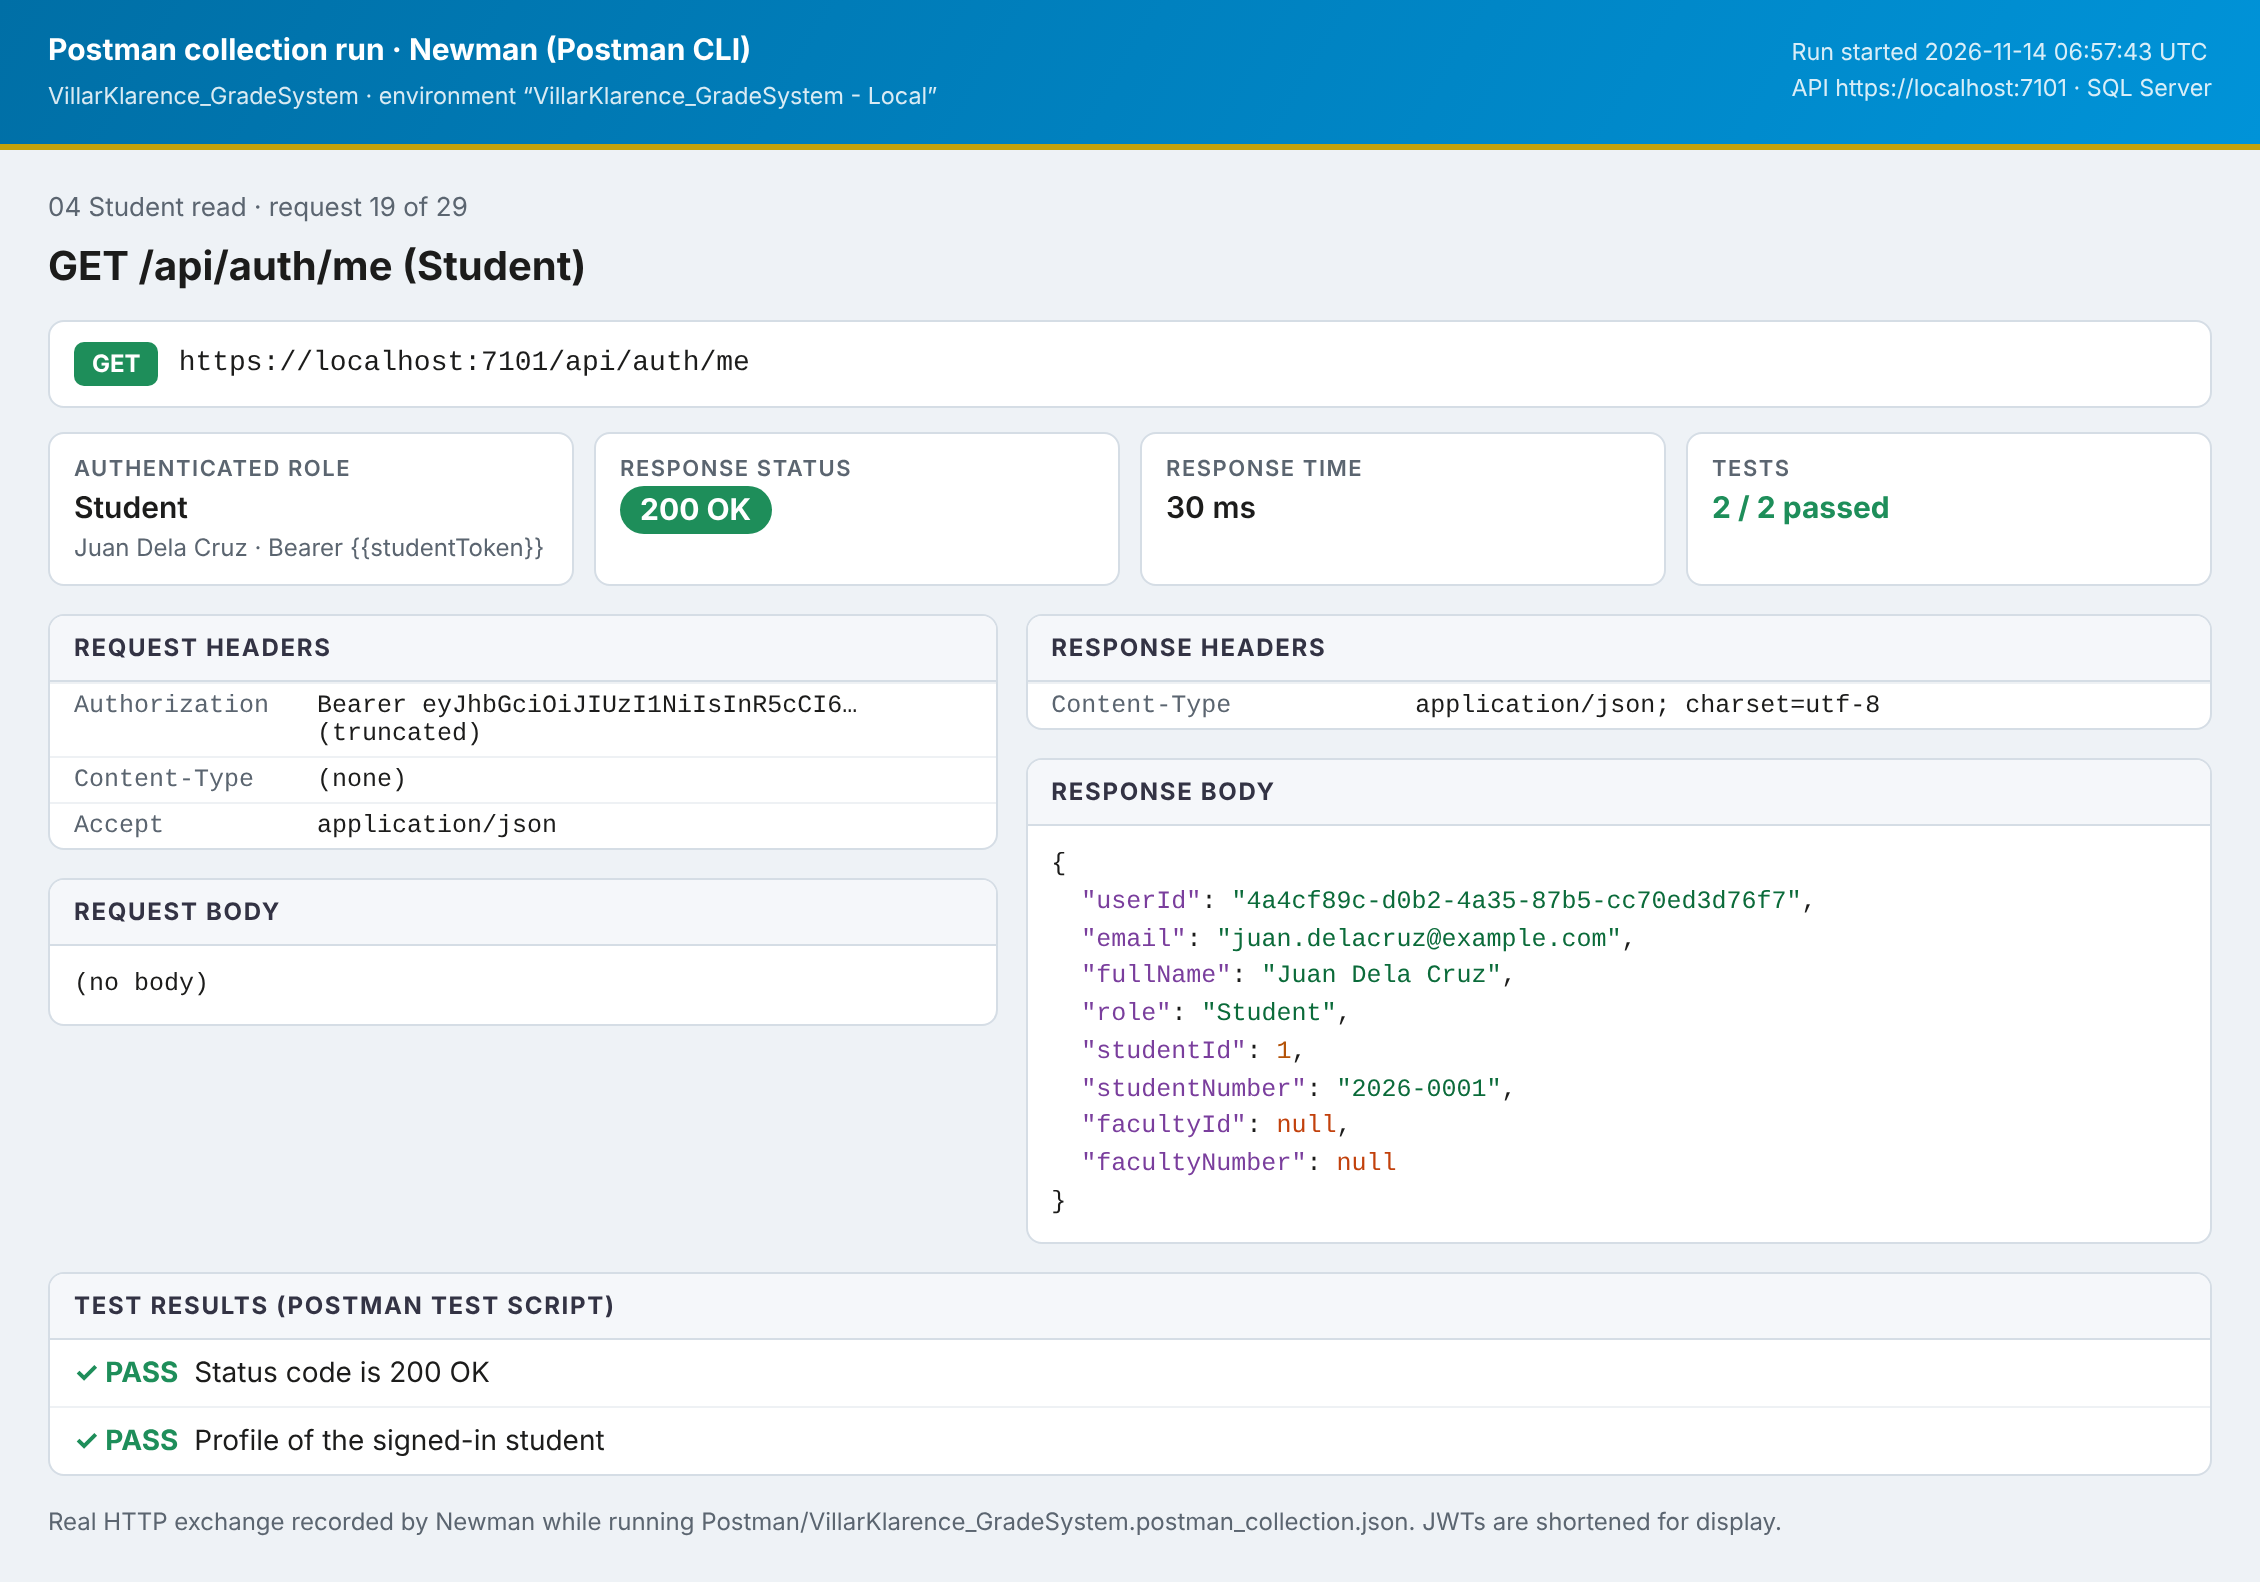 Postman collection run · Newman (Postman CLI)
VillarKlarence_GradeSystem · environment “VillarKlarence_GradeSystem - Local”
Run started 2026-11-14 06:57:43 UTC
API https://localhost:7101 · SQL Server
04 Student read · request 19 of 29
GET /api/auth/me (Student)
GET https://localhost:7101/api/auth/me
AUTHENTICATED ROLE
Student
Juan Dela Cruz · Bearer {{studentToken}}
RESPONSE STATUS
200 OK
RESPONSE TIME
30 ms
TESTS
2 / 2 passed
REQUEST HEADERS
Authorization Bearer eyJhbGciOiJIUzI1NiIsInR5cCI6…
(truncated)
Content-Type (none)
Accept application/json
REQUEST BODY
(no body)
RESPONSE HEADERS
Content-Type application/json; charset=utf-8
RESPONSE BODY
{
"userId": "4a4cf89c-d0b2-4a35-87b5-cc70ed3d76f7",
"email": "juan.delacruz@example.com",
"fullName": "Juan Dela Cruz",
"role": "Student",
"studentId": 1,
"studentNumber": "2026-0001",
"facultyId": null,
"facultyNumber": null
}
TEST RESULTS (POSTMAN TEST SCRIPT)
✓ PASS Status code is 200 OK
✓ PASS Profile of the signed-in student
Real HTTP exchange recorded by Newman while running Postman/VillarKlarence_GradeSystem.postman_collection.json. JWTs are shortened for display.